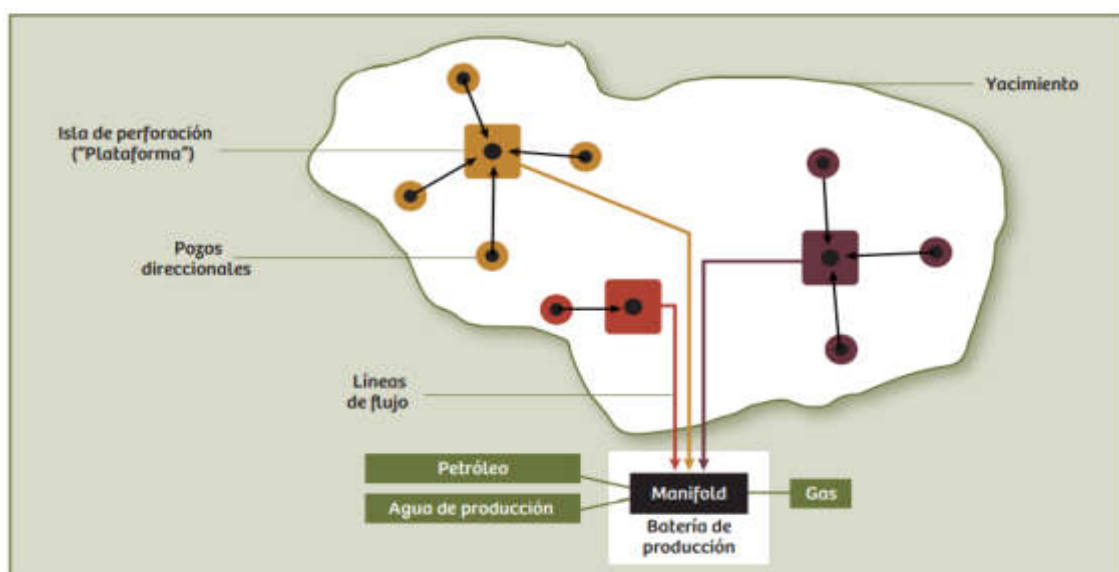 Yacimiento
Isla de perforación
("Plataforma")
Pozos
direccionales
Líneas
de flujo
Petróleo
Agua de producción
Manifold
Gas
Batería de
producción